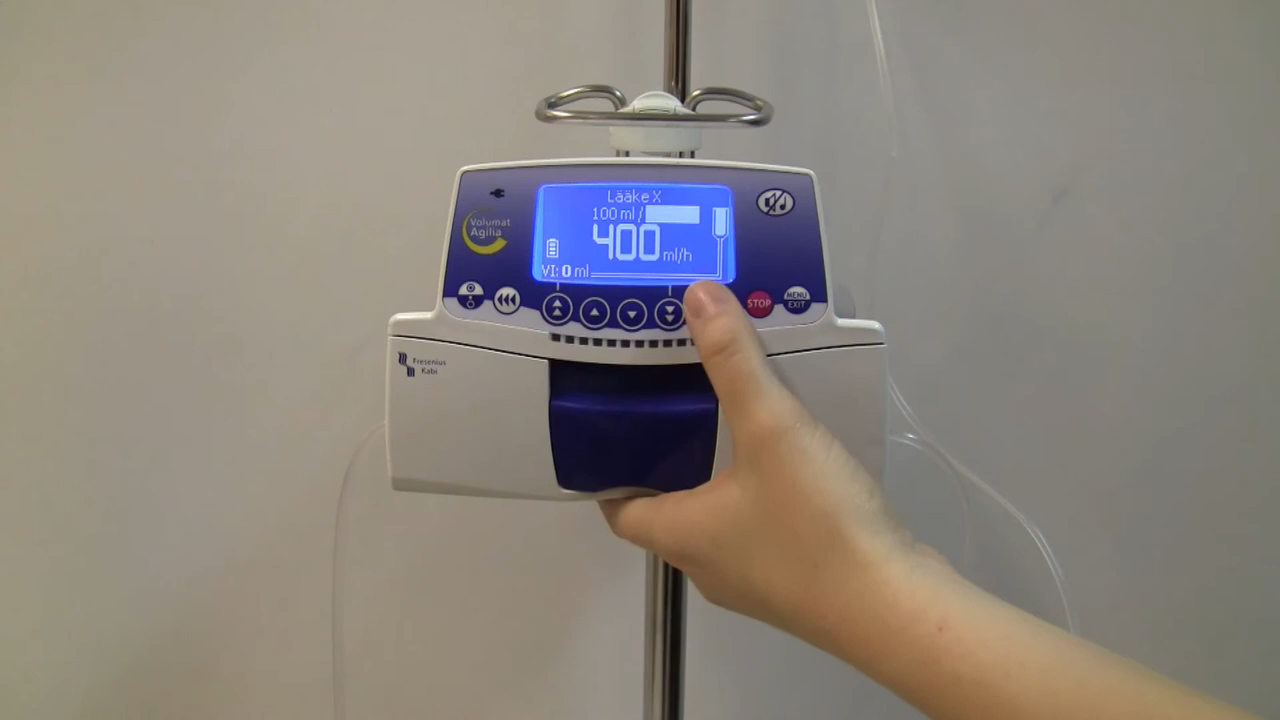 Lääke X
100 ml/
400 ml/h
VI: 0 ml
Volumat
Agilia
STOP
MENU
EXIT
Fresenius
Kabi